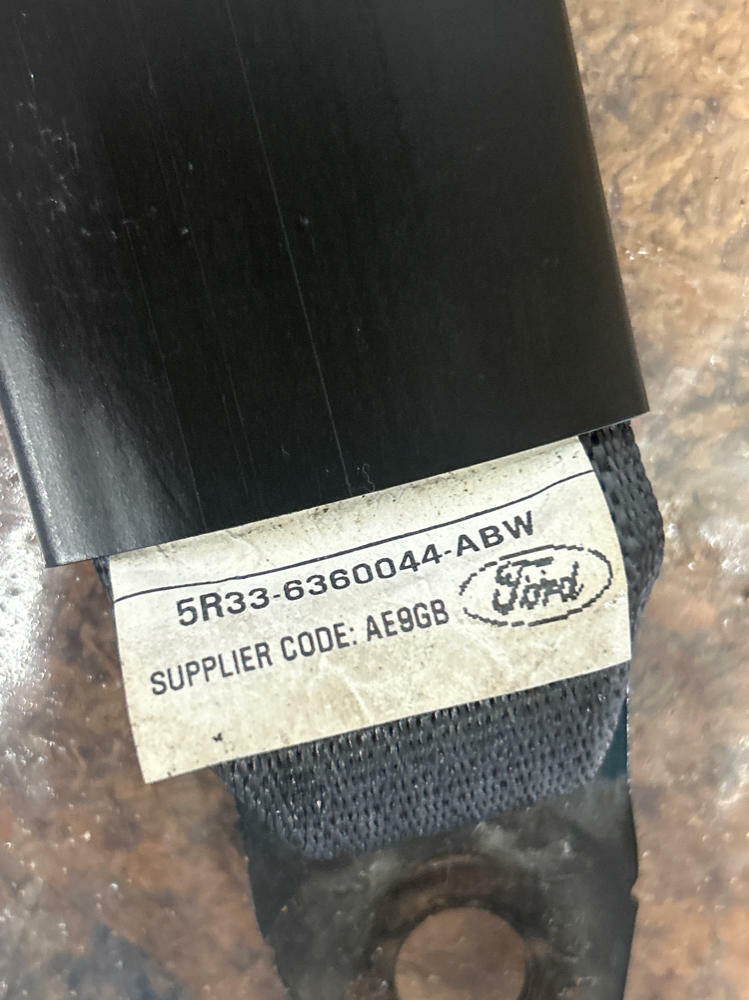 5R33-6360044-ABW
SUPPLIER CODE: AE9GB
Ford